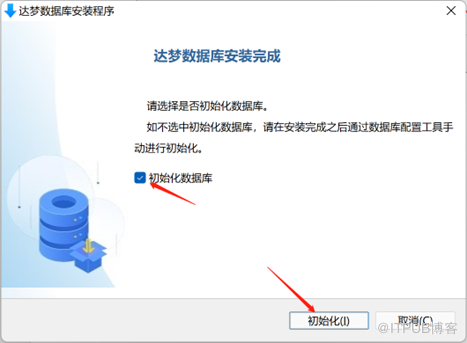 达梦数据库安装程序
达梦数据库安装完成
请选择是否初始化数据库。
如不选中初始化数据库，请在安装完成之后通过数据库配置工具手
动进行初始化。
初始化数据库
初始化(I) 取消(C)
@ITPUB博客